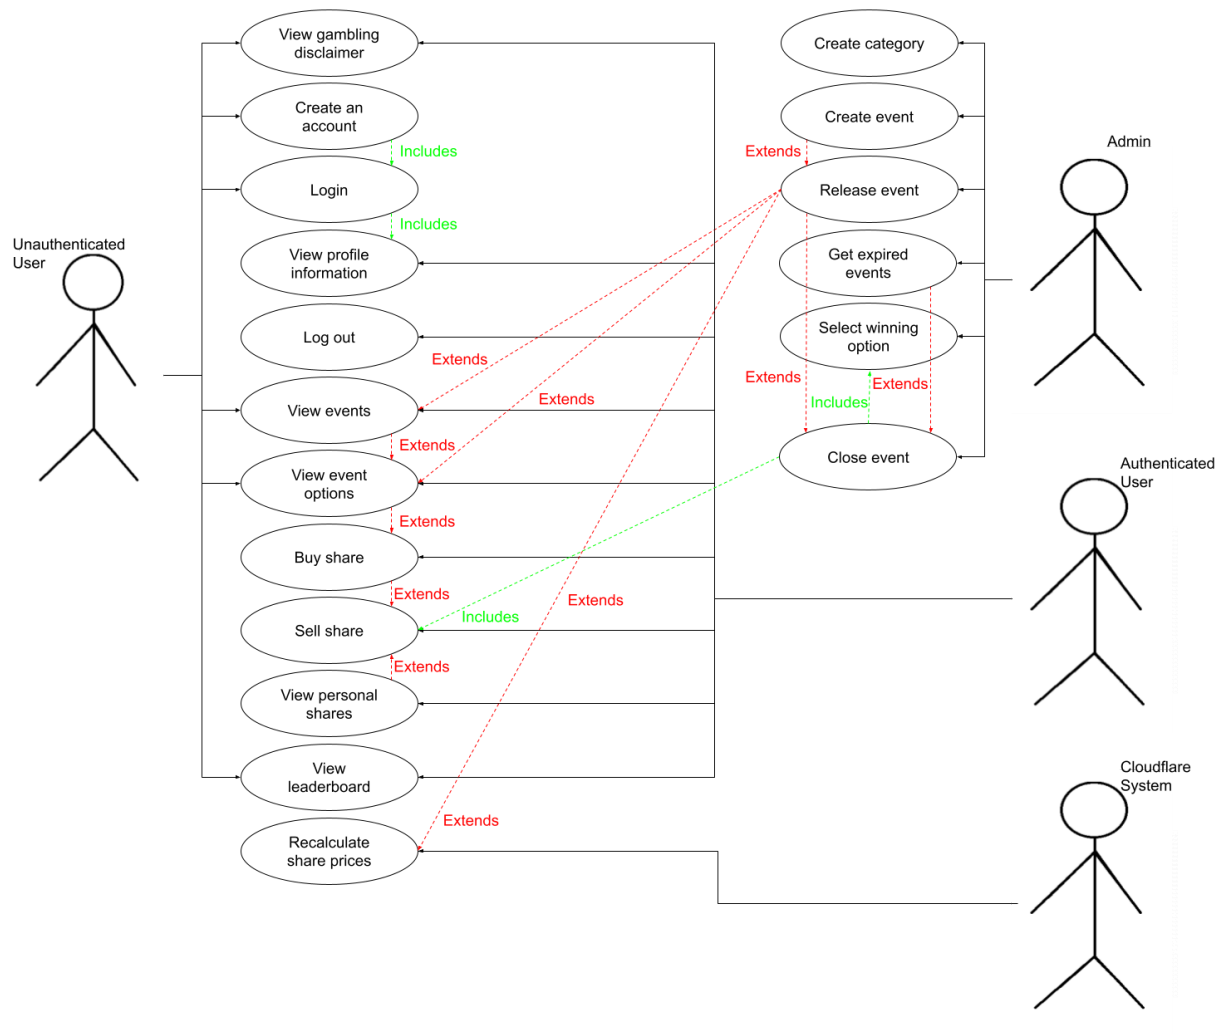 View gambling
disclaimer
Create category
Create an
account
Create event
Admin
Includes
Extends
Login
Release event
Includes
Unauthenticated
User
View profile
information
Get expired
events
Log out
Select winning
option
Extends
Extends
Extends
Includes
View events
Extends
Extends
Close event
View event
options
Authenticated
User
Extends
Buy share
Extends
Extends
Includes
Sell share
Extends
View personal
shares
View
leaderboard
Cloudflare
System
Extends
Recalculate
share prices